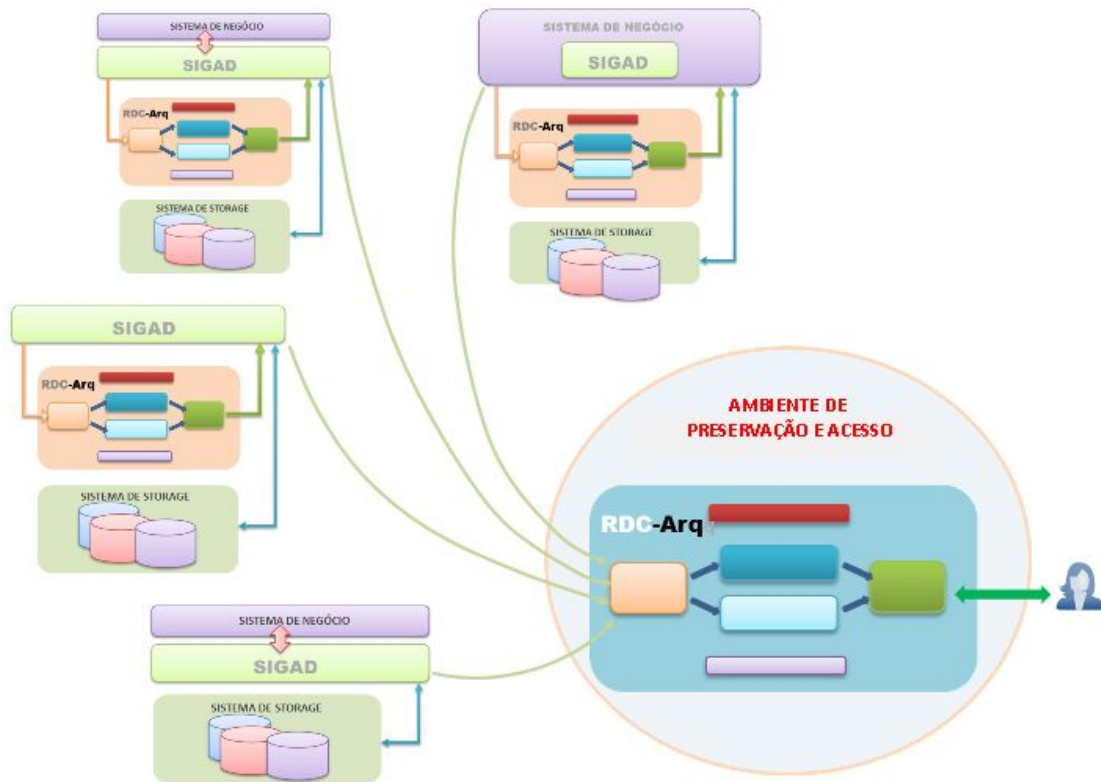 SISTEMA DE NEGÓCIO
SIGAD
RDC-Arq
SISTEMA DE STORAGE
SISTEMA DE NEGÓCIO
SIGAD
RDC-Arq
SISTEMA DE STORAGE
SIGAD
RDC-Arq
SISTEMA DE STORAGE
AMBIENTE DE
PRESERVAÇÃO E ACESSO
RDC-Arqq
SISTEMA DE NEGÓCIO
SIGAD
SISTEMA DE STORAGE